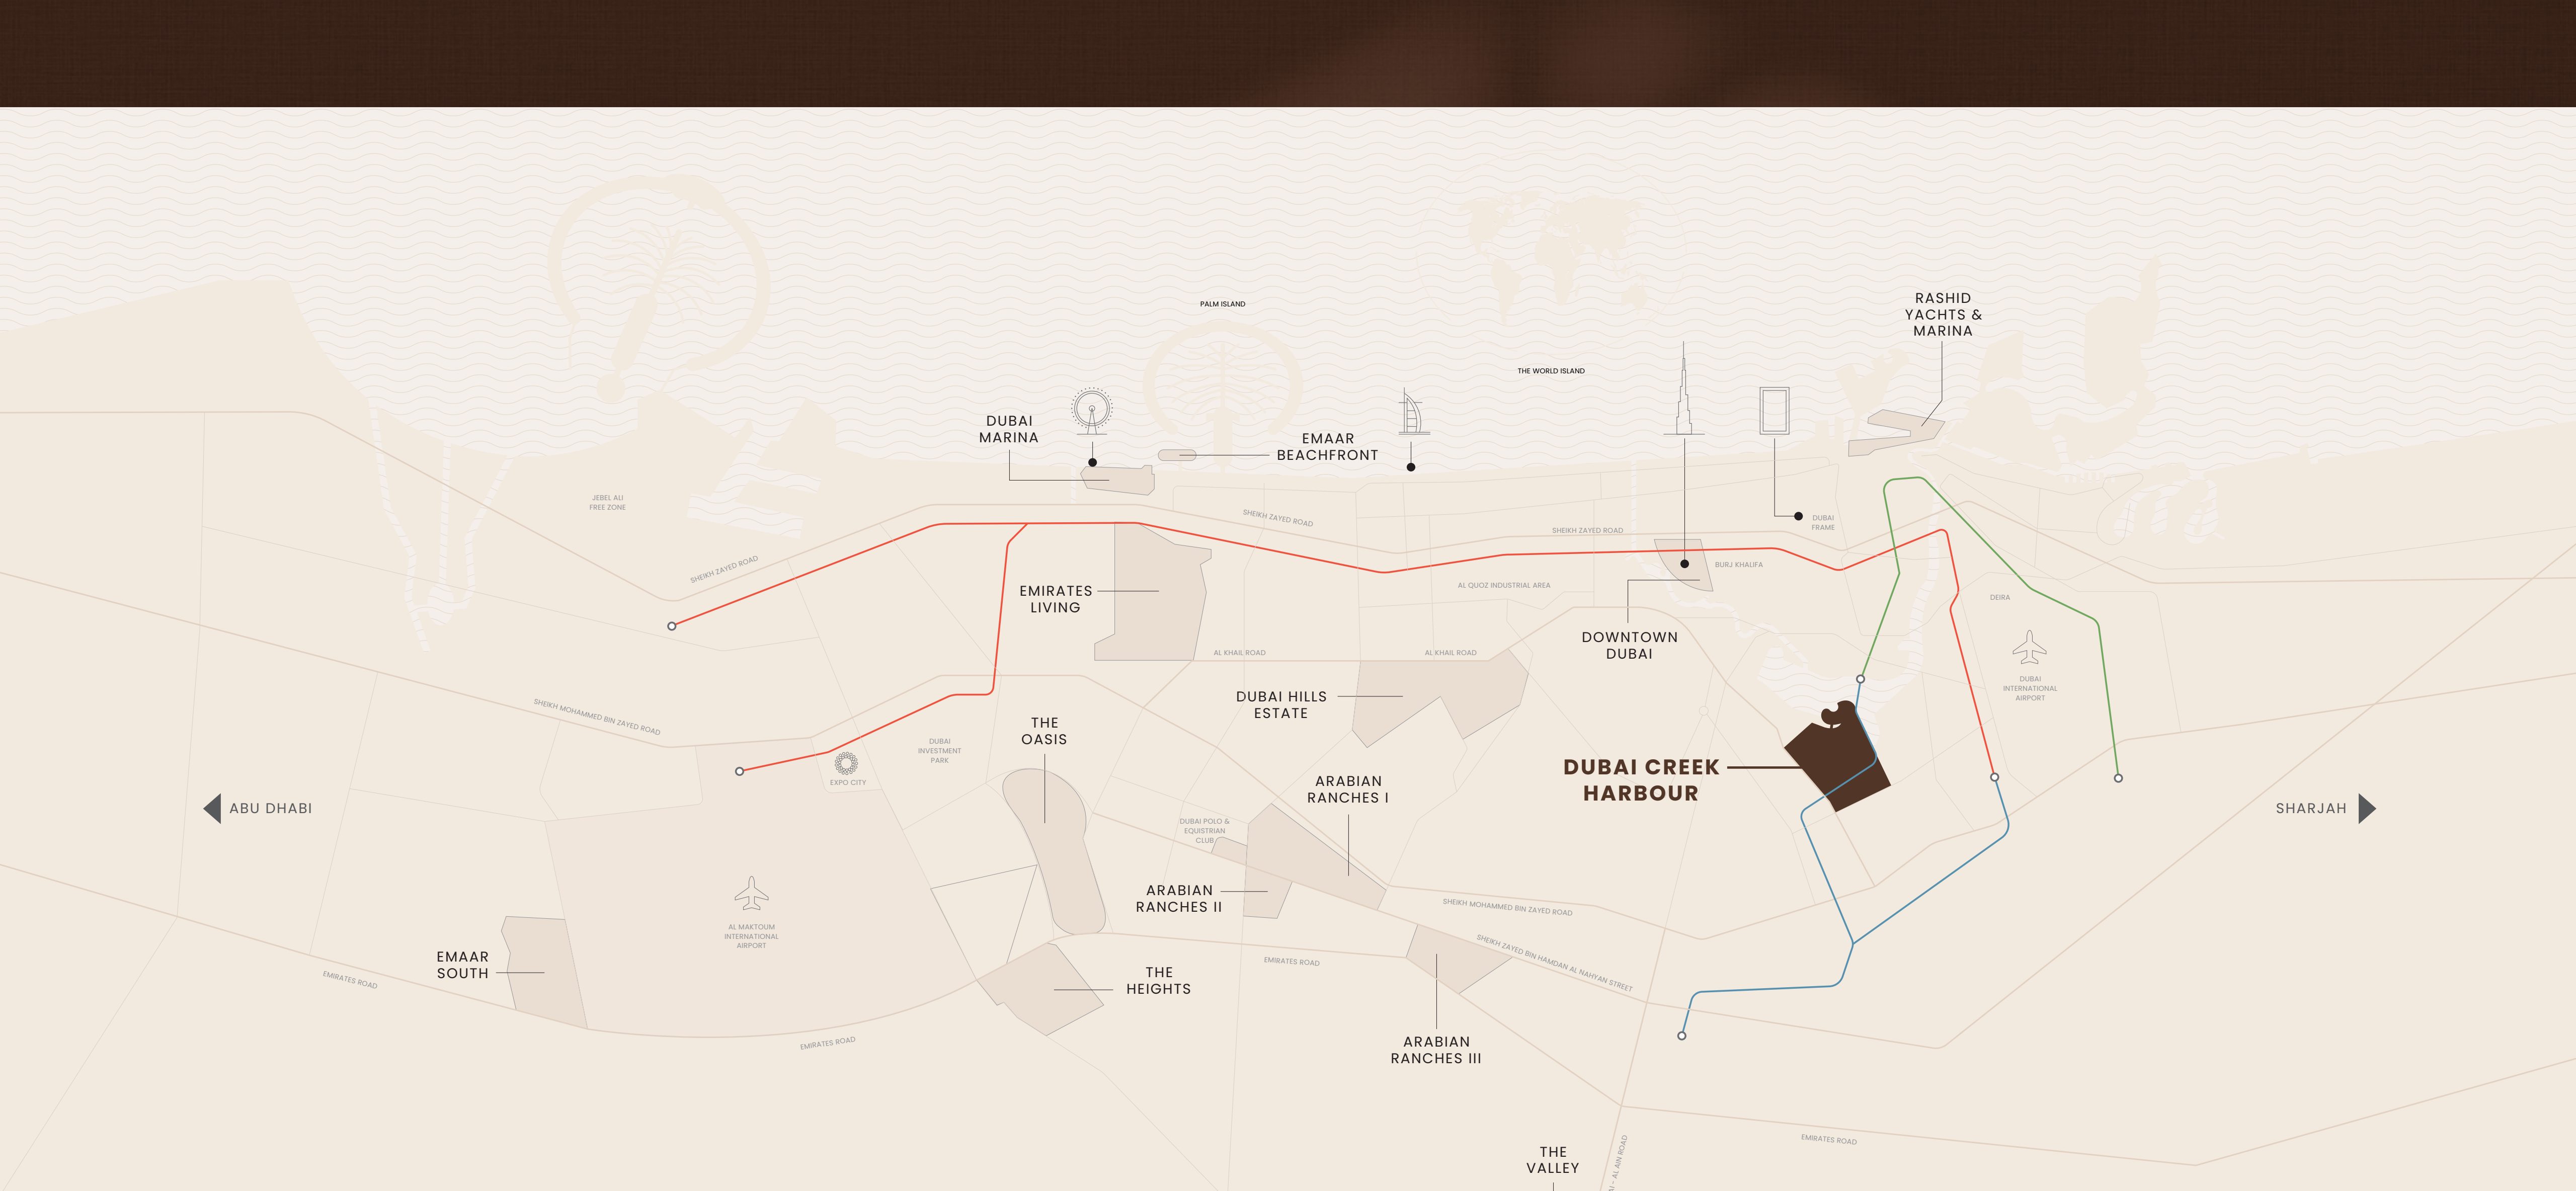 RASHID
YACHTS &
MARINA
PALM ISLAND
THE WORLD ISLAND
DUBAI
MARINA
EMAAR
BEACHFRONT
JEBEL ALI
FREE ZONE
SHEIKH ZAYED ROAD
SHEIKH ZAYED ROAD
SHEIKH ZAYED ROAD
DUBAI
FRAME
BURJ KHALIFA
AL QUOZ INDUSTRIAL AREA
EMIRATES
LIVING
DEIRA
DOWNTOWN
DUBAI
AL KHAIL ROAD
AL KHAIL ROAD
DUBAI
INTERNATIONAL
AIRPORT
DUBAI HILLS
ESTATE
SHEIKH MOHAMMED BIN ZAYED ROAD
THE
OASIS
DUBAI
INVESTMENT
PARK
EXPO CITY
DUBAI CREEK
HARBOUR
ARABIAN
RANCHES I
ABU DHABI
SHARJAH
DUBAI POLO &
EQUISTRIAN
CLUB
ARABIAN
RANCHES II
SHEIKH MOHAMMED BIN ZAYED ROAD
AL MAKTOUM
INTERNATIONAL
AIRPORT
SHEIKH ZAYED BIN HAMDAN AL NAHYAN STREET
EMAAR
SOUTH
EMIRATES ROAD
EMIRATES ROAD
THE
HEIGHTS
EMIRATES ROAD
ARABIAN
RANCHES III
EMIRATES ROAD
THE
VALLEY
- AL AIN ROAD